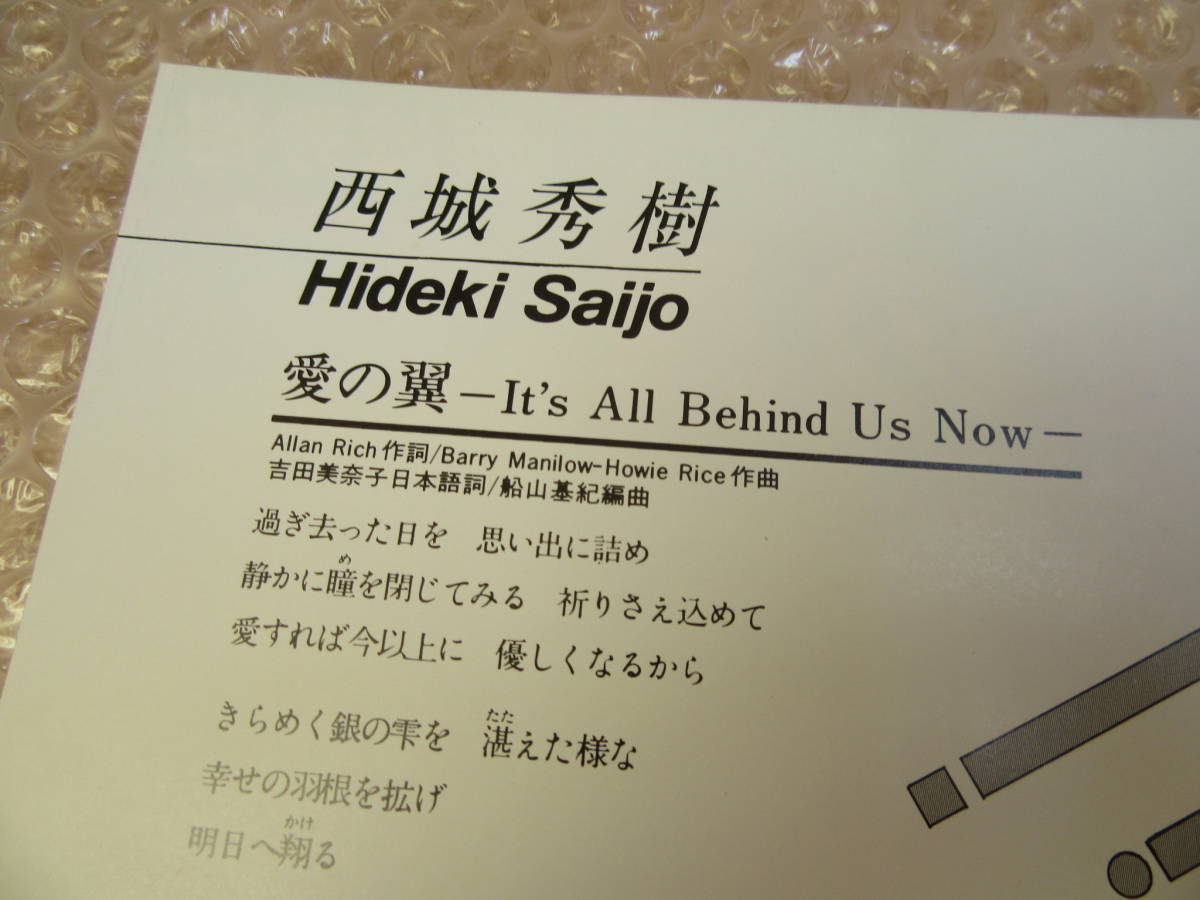 西城秀樹
Hideki Saijo
愛の翼－It's All Behind Us Now－
Allan Rich作詞/Barry Manilow-Howie Rice作曲
吉田美奈子日本語詞/船山基紀編曲
過ぎ去った日を　思い出に詰め
静かに瞳を閉じてみる　祈りさえ込めて
め
愛すれば今以上に　優しくなるから
きらめく銀の雫を　湛えた様な
たた
幸せの羽根を拡げ
明日へ翔る
かけ